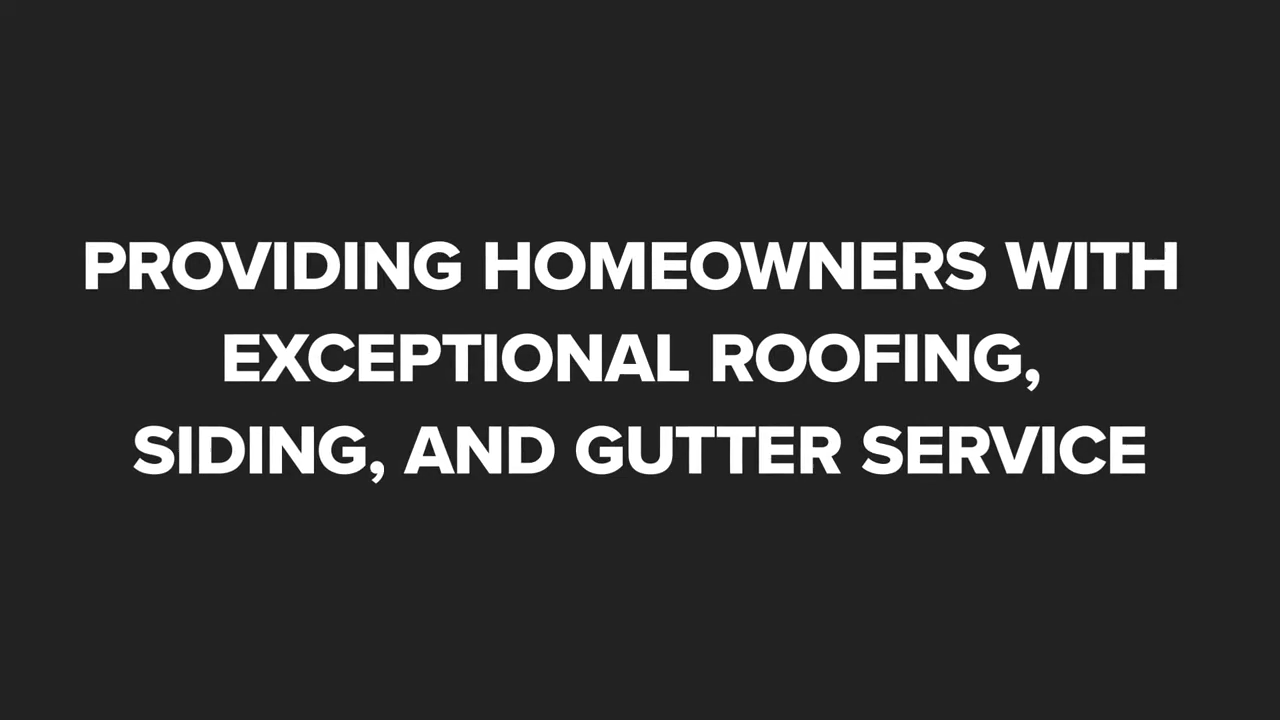 PROVIDING HOMEOWNERS WITH
EXCEPTIONAL ROOFING,
SIDING, AND GUTTER SERVICE